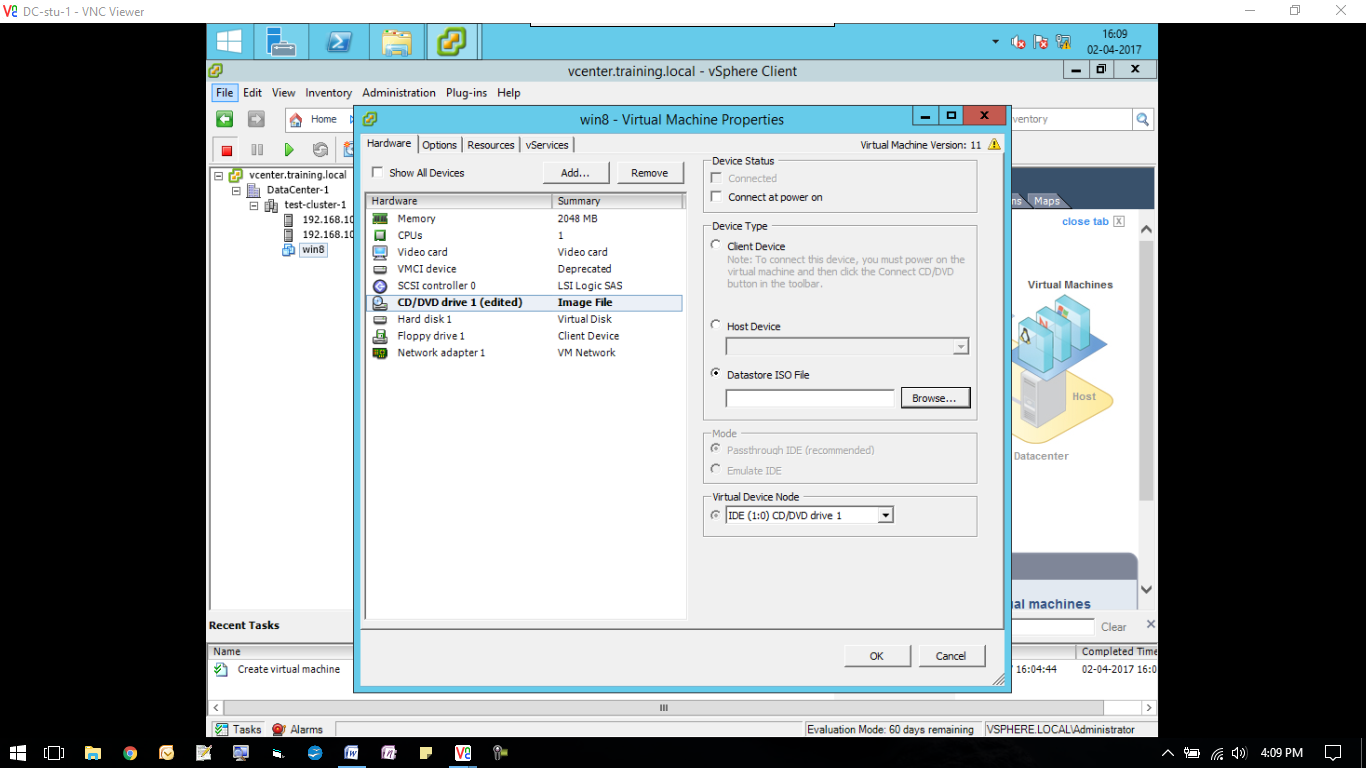 DC-stu-1 - VNC Viewer
16:09
02-04-2017
vcenter.training.local - vSphere Client
File Edit View Inventory Administration Plug-ins Help
Home
win8 - Virtual Machine Properties
Hardware Options Resources vServices
Virtual Machine Version: 11
Show All Devices
Add...
Remove
Hardware Summary
Memory 2048 MB
CPUs 1
Video card Video card
VMCI device Deprecated
SCSI controller 0 LSI Logic SAS
CD/DVD drive 1 (edited) Image File
Hard disk 1 Virtual Disk
Floppy drive 1 Client Device
Network adapter 1 VM Network
Device Status
Connected
Connect at power on
Device Type
Client Device
Note: To connect this device, you must power on the
virtual machine and then click the Connect CD/DVD
button in the toolbar.
Host Device
Datastore ISO File
Browse...
Mode
Passthrough IDE (recommended)
Emulate IDE
Virtual Device Node
IDE (1:0) CD/DVD drive 1
OK
Cancel
vcenter.training.local
DataCenter-1
test-cluster-1
192.168.10
192.168.10
win8
ventory
ns Maps
close tab X
Virtual Machines
Host
Datacenter
al machines
Recent Tasks
Clear
Name
Completed Time
Create virtual machine
16:04:44
02-04-2017 16:0
Tasks Alarms
Evaluation Mode: 60 days remaining
VSPHERE.LOCAL\Administrator
4:09 PM